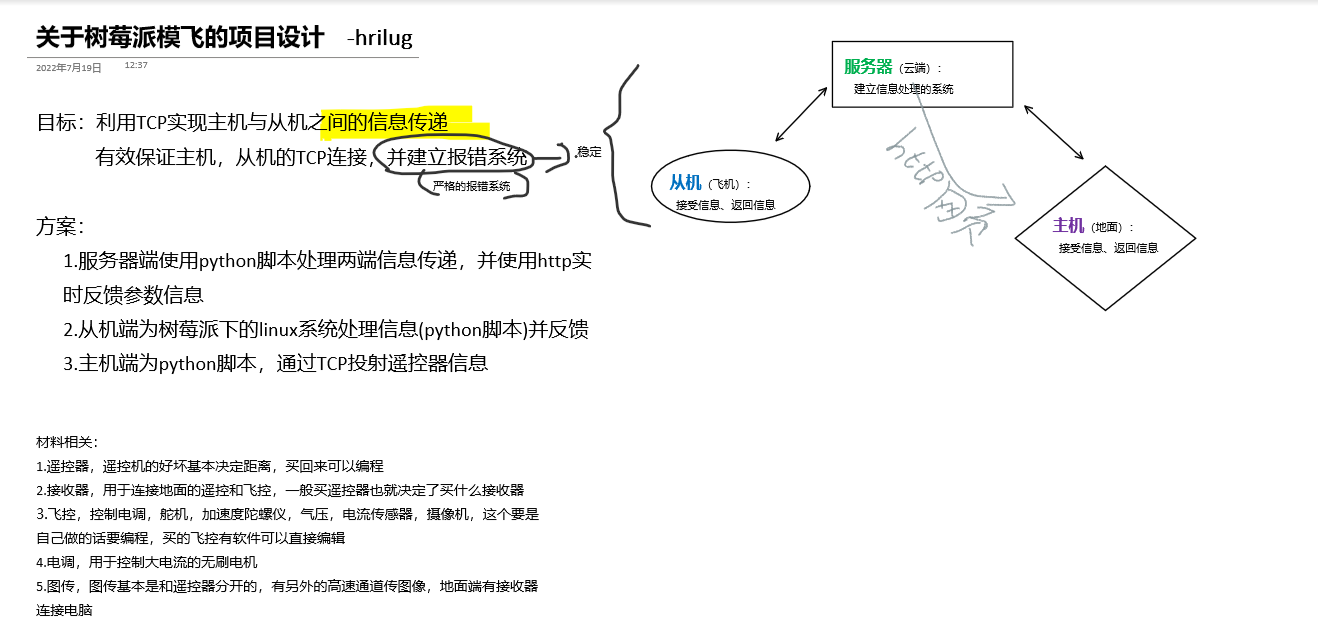 关于树莓派模飞的项目设计 -hrilug
2022年7月19日 12:37
目标：利用TCP实现主机与从机之间的信息传递
有效保证主机，从机的TCP连接，并建立报错系统
稳定
严格的报错系统
方案：
1.服务器端使用python脚本处理两端信息传递，并使用http实
时反馈参数信息
2.从机端为树莓派下的linux系统处理信息(python脚本)并反馈
3.主机端为python脚本，通过TCP投射遥控器信息
材料相关：
1.遥控器，遥控机的好坏基本决定距离，买回来可以编程
2.接收器，用于连接地面的遥控和飞控，一般买遥控器也就决定了买什么接收器
3.飞控，控制电调，舵机，加速度陀螺仪，气压，电流传感器，摄像机，这个要是
自己做的话要编程，买的飞控有软件可以直接编辑
4.电调，用于控制大电流的无刷电机
5.图传，图传基本是和遥控器分开的，有另外的高速通道传图像，地面端有接收器
连接电脑
服务器（云端）：
建立信息处理的系统
从机（飞机）：
接受信息、返回信息
http
主机（地面）：
接受信息、返回信息